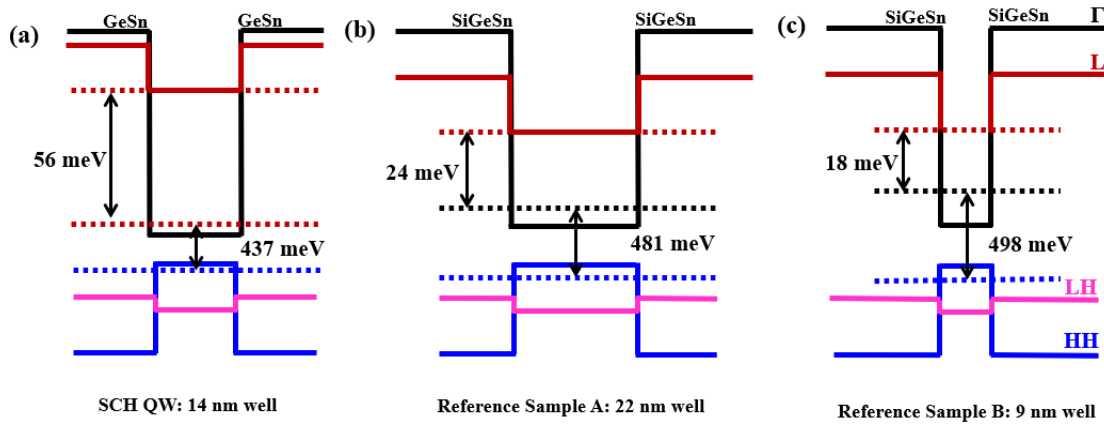 (a)
GeSn
GeSn
56 meV
437 meV
SCH QW: 14 nm well
(b)
SiGeSn
SiGeSn
24 meV
481 meV
Reference Sample A: 22 nm well
(c)
SiGeSn
SiGeSn
Γ
L
18 meV
498 meV
LH
HH
Reference Sample B: 9 nm well